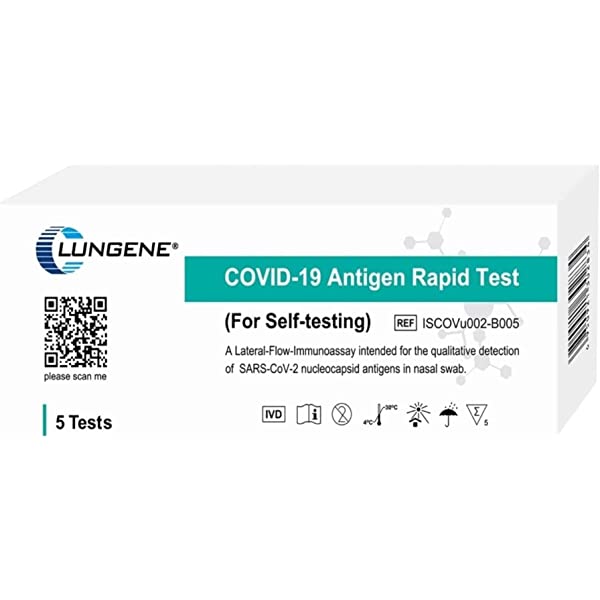 LUNGENE®
COVID-19 Antigen Rapid Test
(For Self-testing) REF ISCOVu002-B005
A Lateral-Flow-Immunoassay intended for the qualitative detection
of SARS-CoV-2 nucleocapsid antigens in nasal swab.
please scan me
5 Tests
IVD i 2 4°C 30°C Σ 5